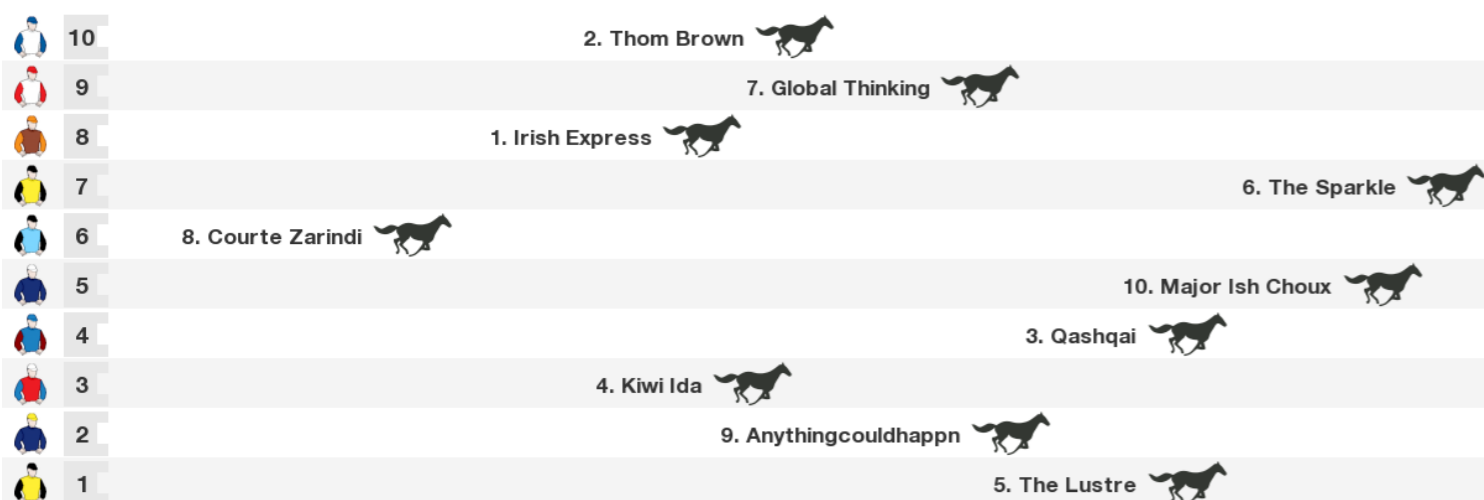 10 2. Thom Brown
9 7. Global Thinking
8 1. Irish Express
7 6. The Sparkle
6 8. Courte Zarindi
5 10. Major Ish Choux
4 3. Qashqai
3 4. Kiwi Ida
2 9. Anythingcouldhappn
1 5. The Lustre